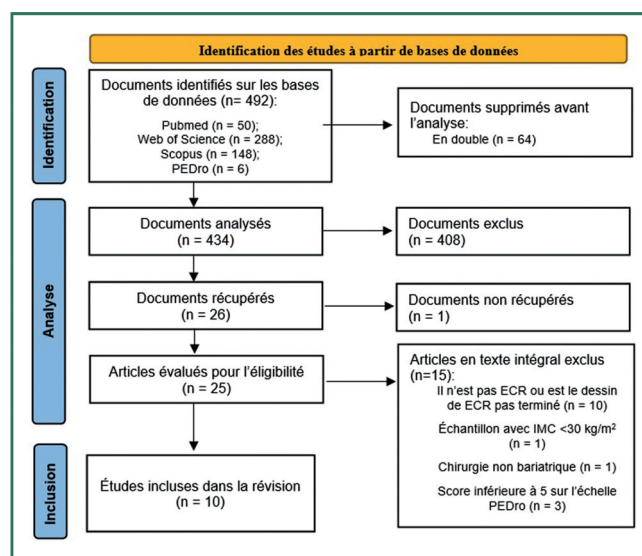 Identification des études à partir de bases de données
Identification
Documents identifiés sur les bases
de données (n= 492):
Pubmed (n = 50);
Web of Science (n = 288);
Scopus (n = 148);
PEDro (n = 6)
Documents supprimés avant
l'analyse:
En double (n = 64)
Analyse
Documents analysés
(n = 434)
Documents exclus
(n = 408)
Documents récupérés
(n = 26)
Documents non récupérés
(n = 1)
Articles évalués pour l'éligibilité
(n = 25)
Articles en texte intégral exclus
(n=15):
Il n'est pas ECR ou est le dessin
de ECR pas terminé (n = 10)
Échantillon avec IMC <30 kg/m²
(n = 1)
Chirurgie non bariatrique (n = 1)
Score inférieure à 5 sur l'échelle
PEDro (n = 3)
Inclusion
Études incluses dans la révision
(n = 10)